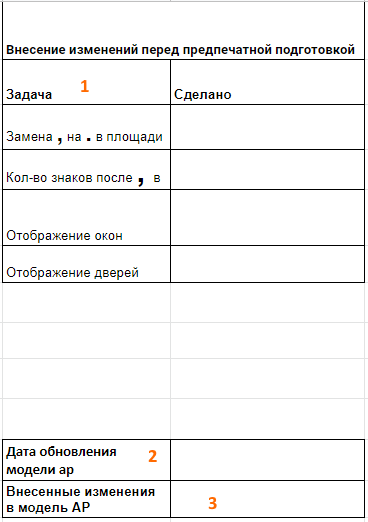 Внесение изменений перед предпечатной подготовкой
Задача 1 Сделано
Замена , на . в площади
Кол-во знаков после , в
Отображение окон
Отображение дверей
Дата обновления
модели ар 2
Внесенные изменения
в модель АР 3